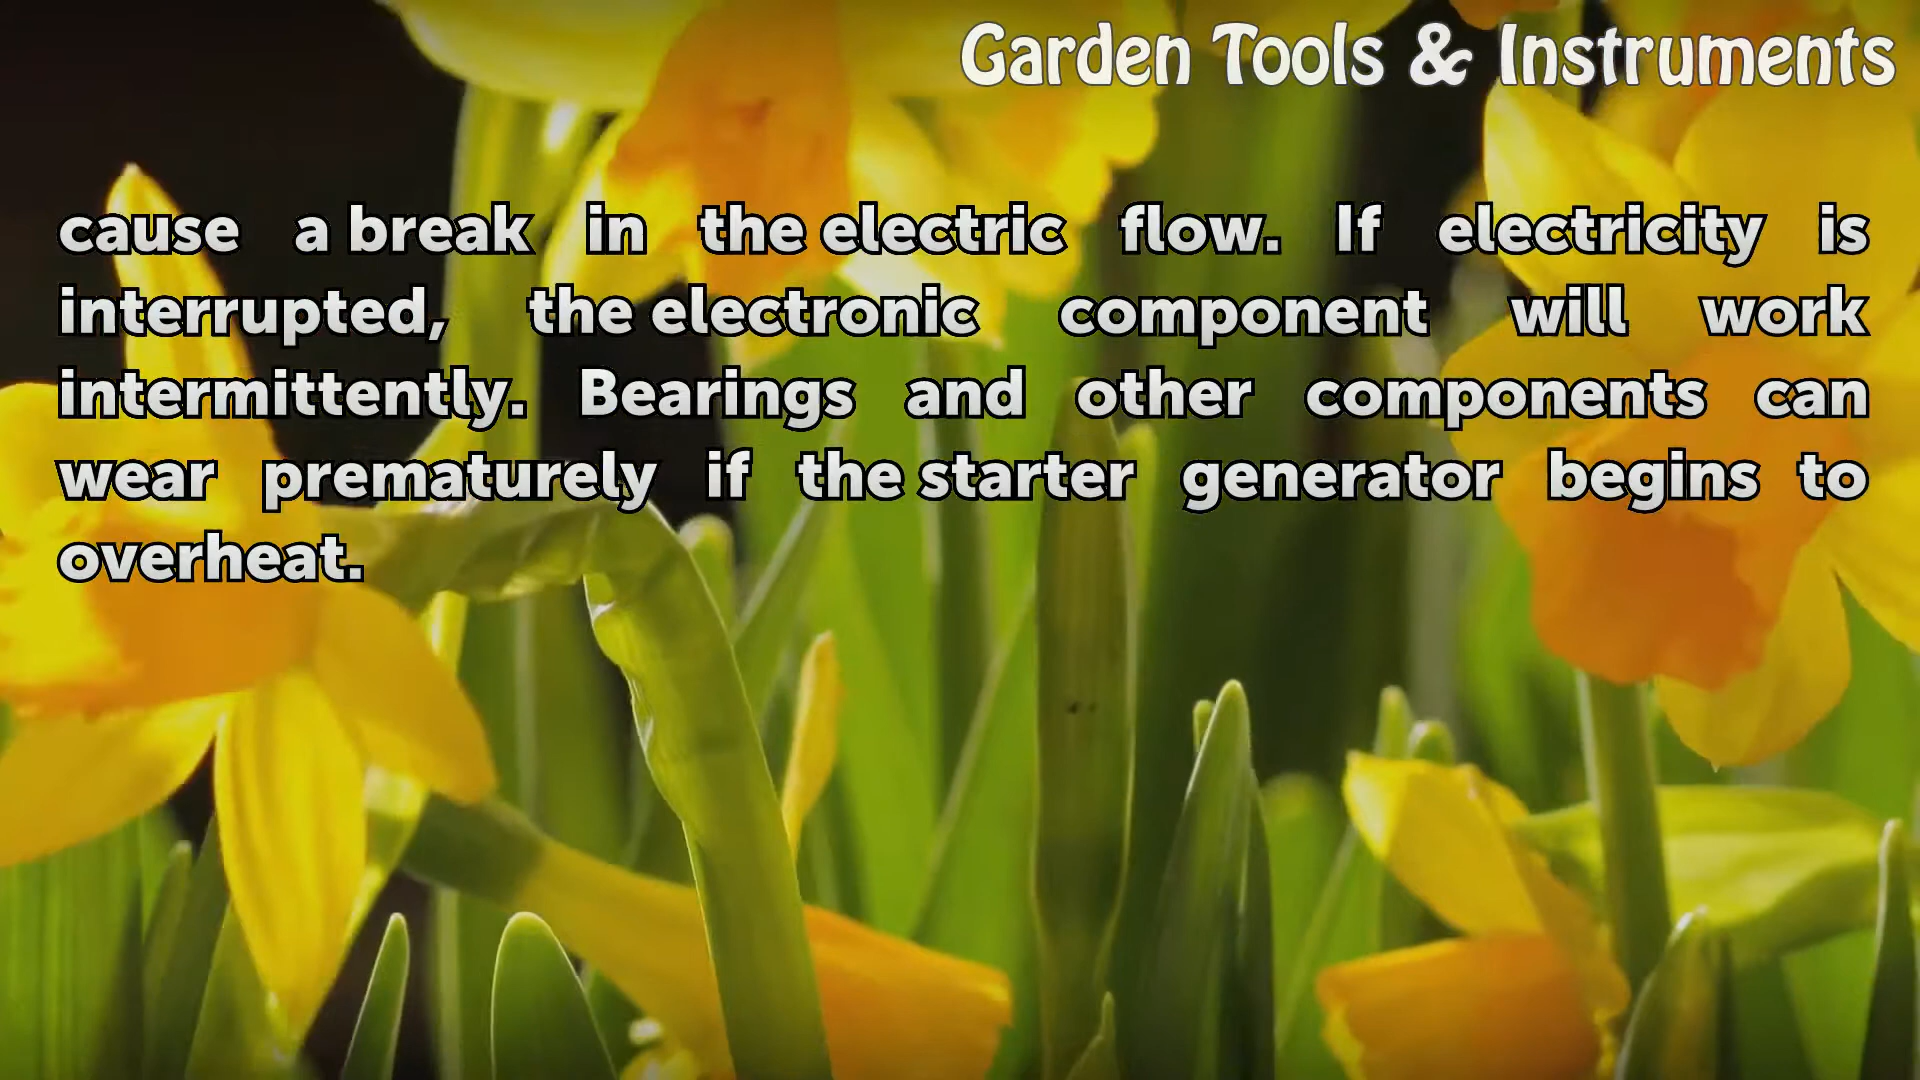 Garden Tools & Instruments
cause a break in the electric flow. If electricity is
interrupted, the electronic component will work
intermittently. Bearings and other components can
wear prematurely if the starter generator begins to
overheat.